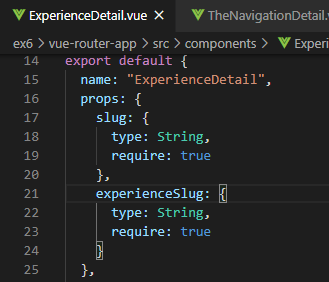 ExperienceDetail.vue
TheNavigationDetail.
ex6 > vue-router-app > src > components > Experi
14 export default {
15 name: "ExperienceDetail",
16 props: {
17 slug: {
18 type: String,
19 require: true
20 },
21 experienceSlug: {
22 type: String,
23 require: true
24 }
25 },